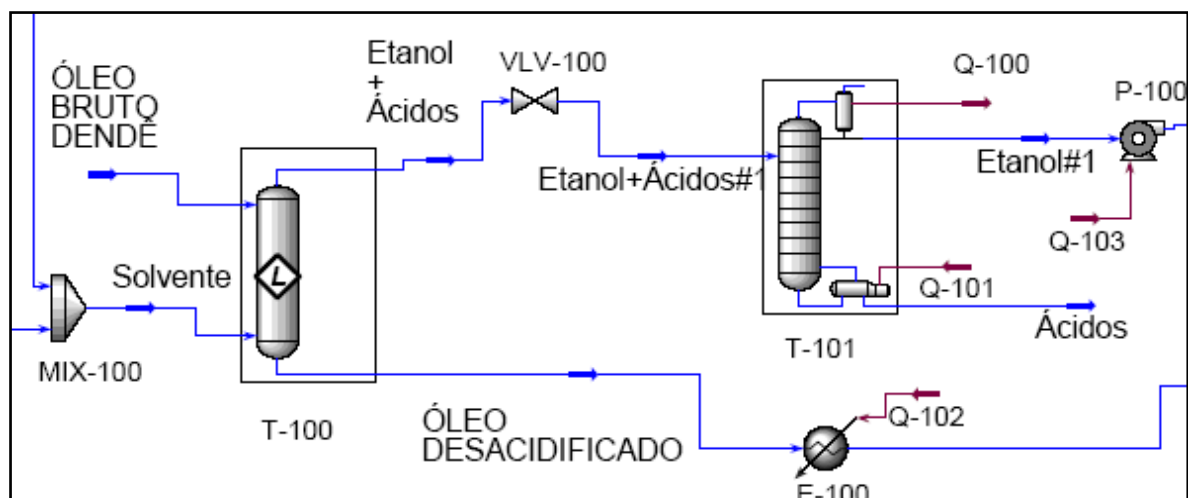 ÓLEO
BRUTO
DENDÊ
Etanol
+
Ácidos
VLV-100
Q-100
P-100
Etanol+Ácidos#1
Etanol#1
Q-103
Solvente
Q-101
Ácidos
MIX-100
T-101
T-100
ÓLEO
DESACIDIFICADO
Q-102
E-100
L